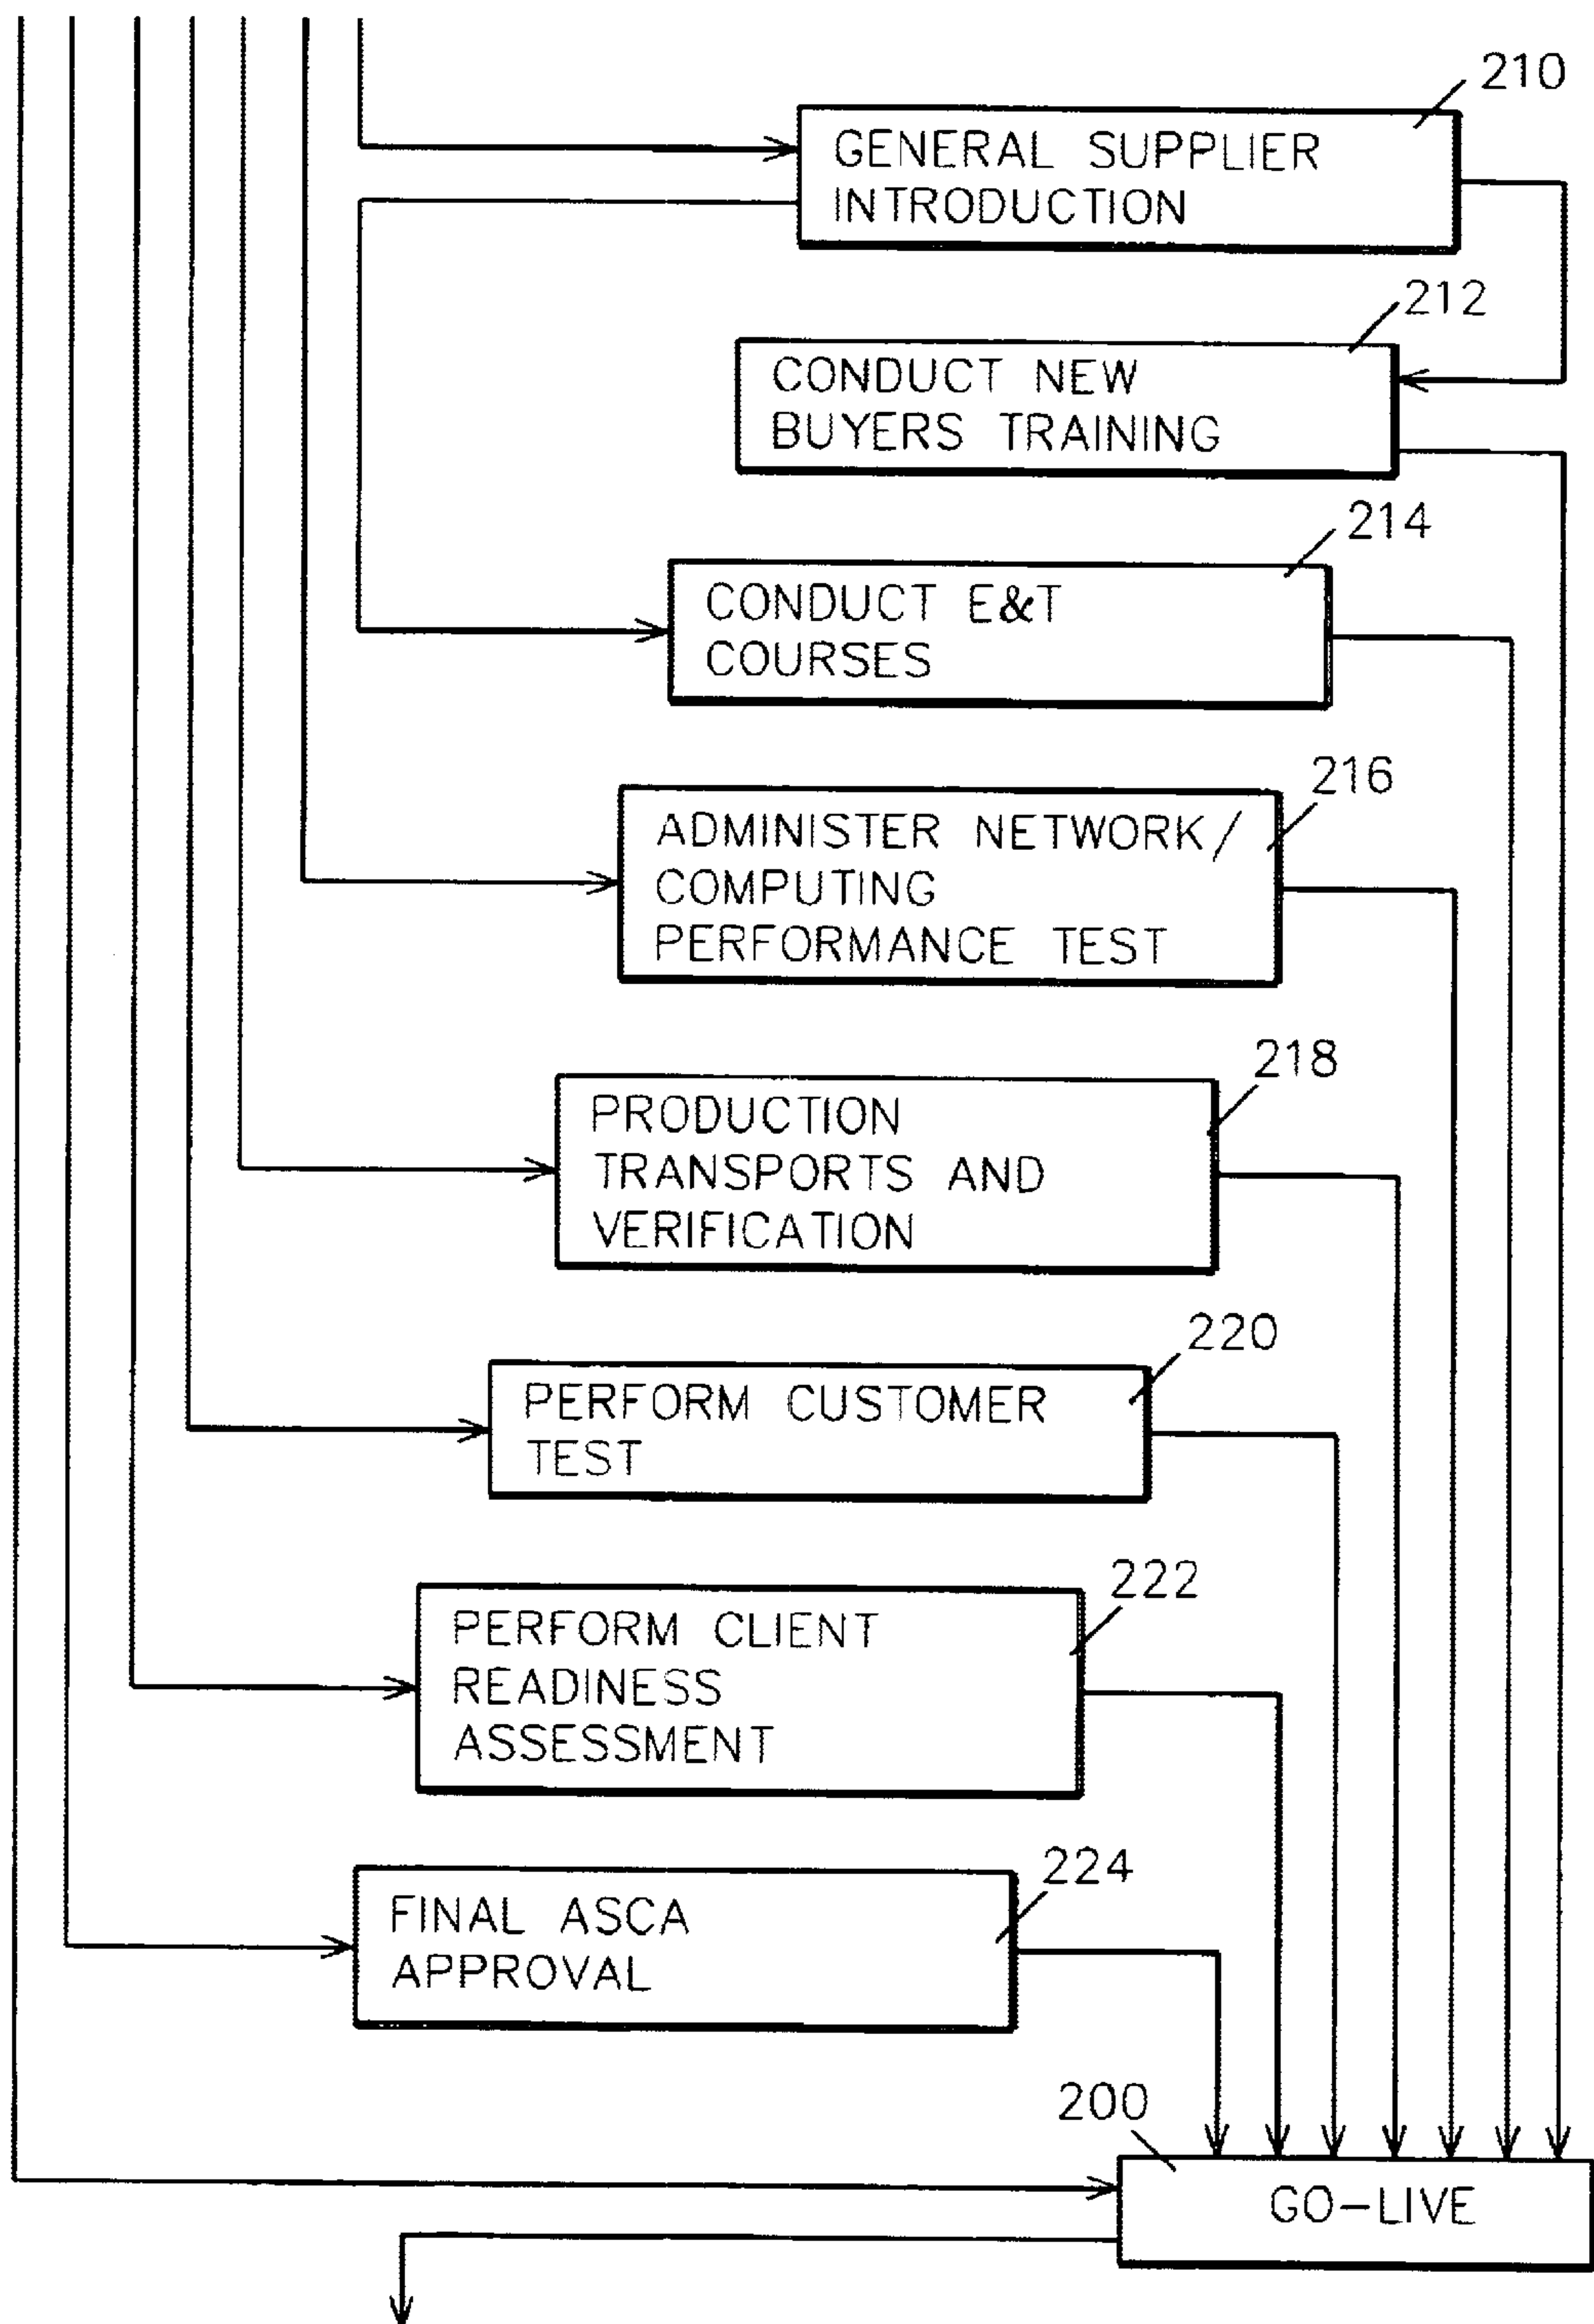 210
GENERAL SUPPLIER
INTRODUCTION
212
CONDUCT NEW
BUYERS TRAINING
214
CONDUCT E&T
COURSES
216
ADMINISTER NETWORK/
COMPUTING
PERFORMANCE TEST
218
PRODUCTION
TRANSPORTS AND
VERIFICATION
220
PERFORM CUSTOMER
TEST
222
PERFORM CLIENT
READINESS
ASSESSMENT
224
FINAL ASCA
APPROVAL
200
GO-LIVE